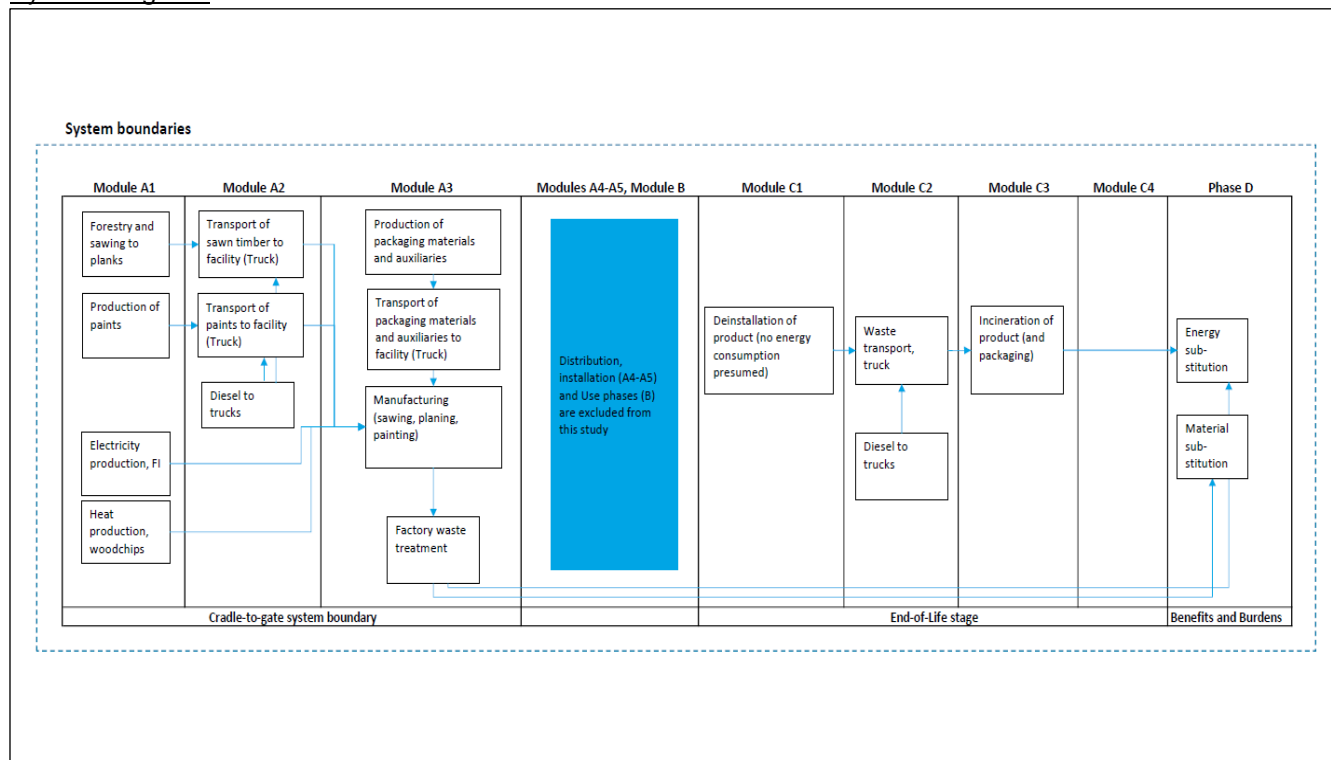 System boundaries
Module A1
Module A2
Module A3
Modules A4-A5, Module B
Module C1
Module C2
Module C3
Module C4
Phase D
Forestry and
sawing to
planks
Production of
paints
Electricity
production, FI
Heat
production,
woodchips
Transport of
sawn timber to
facility (Truck)
Transport of
paints to facility
(Truck)
Diesel to
trucks
Production of
packaging materials
and auxiliaries
Transport of
packaging materials
and auxiliaries to
facility (Truck)
Manufacturing
(sawing, planing,
painting)
Factory waste
treatment
Distribution,
installation (A4-A5)
and Use phases (B)
are excluded from
this study
Deinstallation of
product (no energy
consumption
presumed)
Waste
transport,
truck
Diesel to
trucks
Incineration of
product (and
packaging)
Energy
sub-
stitution
Material
sub-
stitution
Cradle-to-gate system boundary
End-of-Life stage
Benefits and Burdens